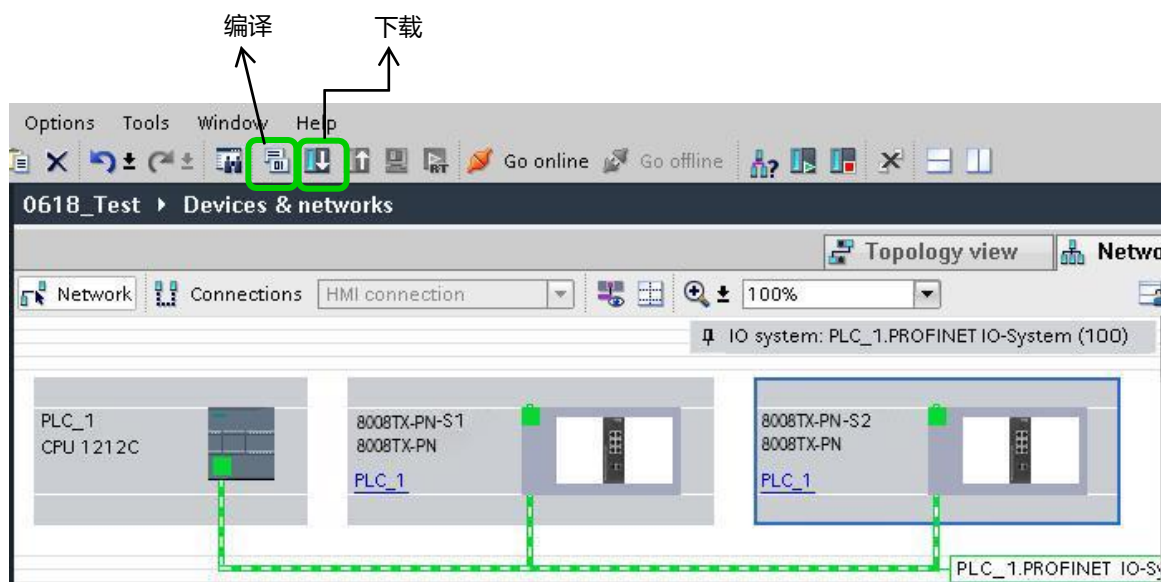 编译 下载
Options Tools Window Help
Go online Go offline
0618_Test ▸ Devices & networks
Topology view Netwo
Network Connections HMI connection 100%
IO system: PLC_1.PROFINET IO-System (100)
PLC_1
CPU 1212C
8008TX-PN-S1
8008TX-PN
PLC_1
8008TX-PN-S2
8008TX-PN
PLC_1
PLC_1.PROFINET IO-Sy